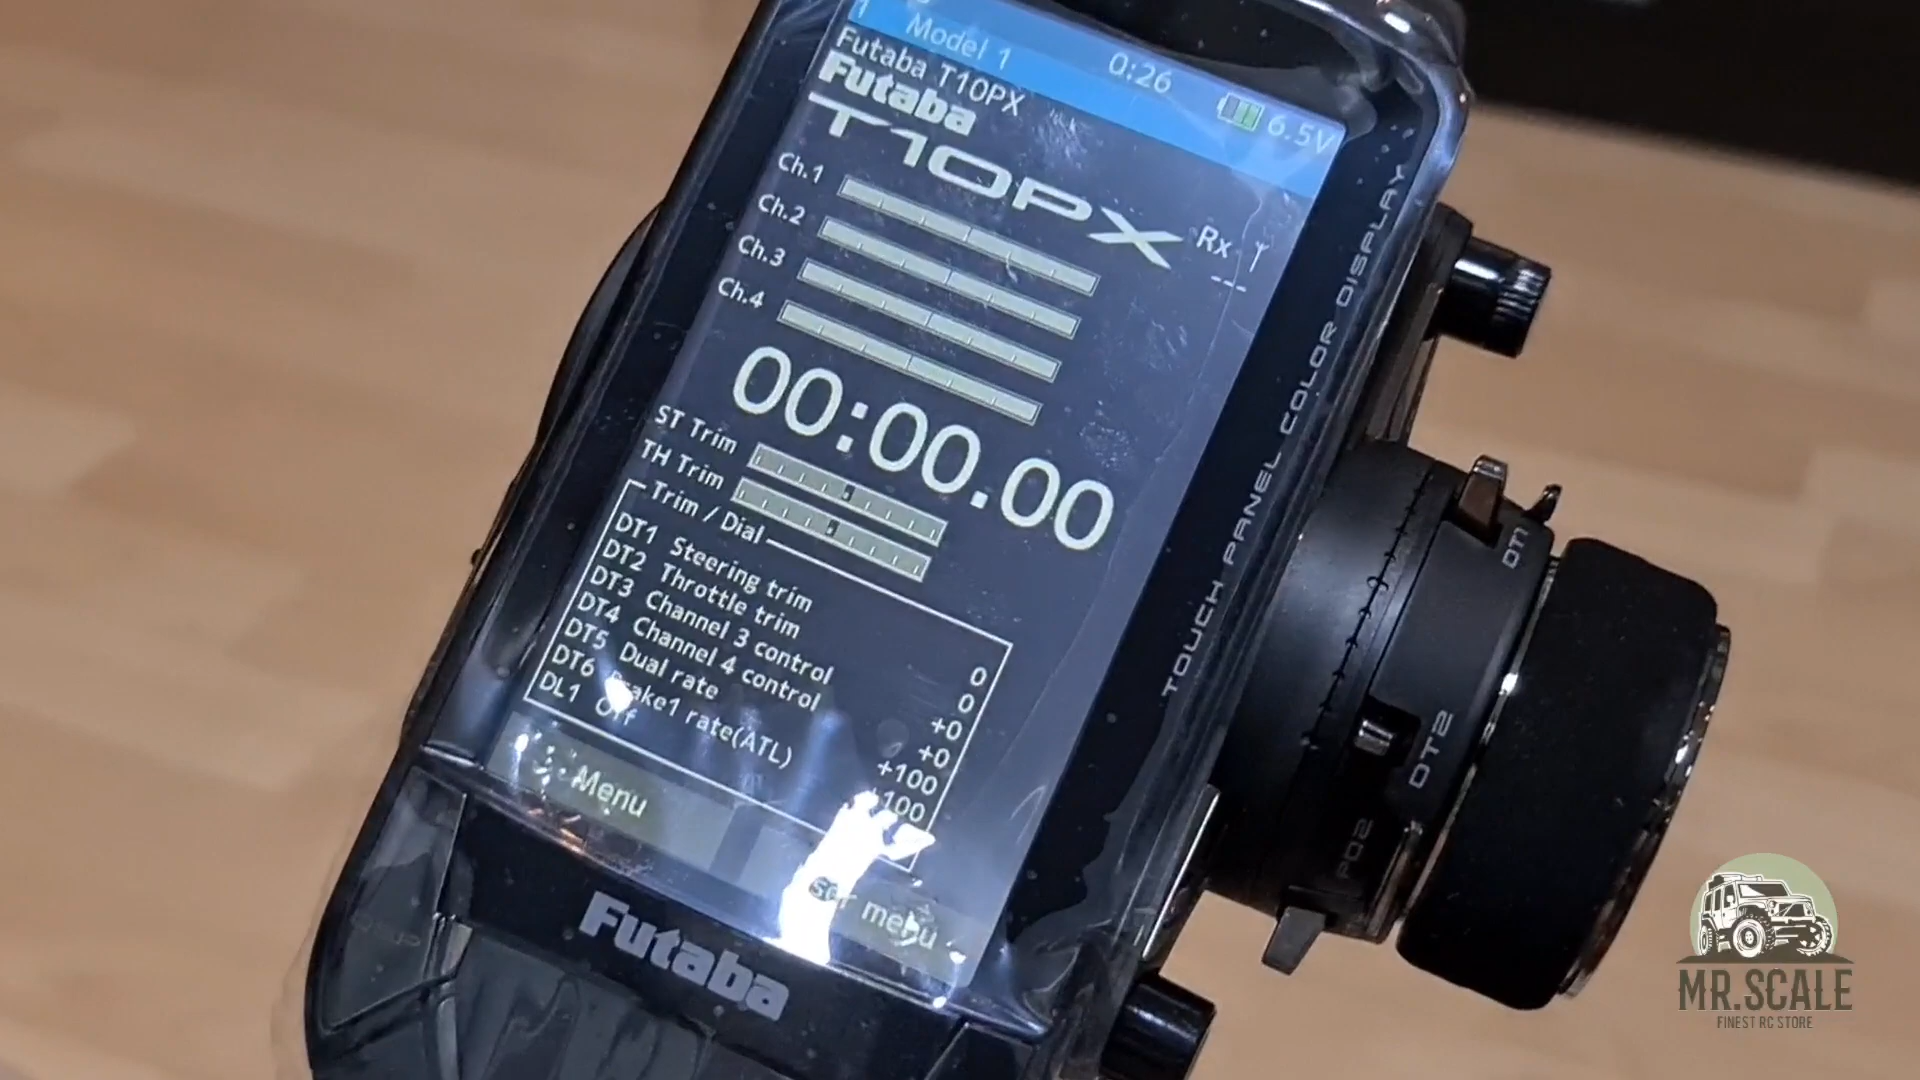 1 Model 1 0:26 6.5V
Futaba T10PX
Futaba
T10PX
Rx
---
Ch.1
Ch.2
Ch.3
Ch.4
00:00.00
ST Trim
TH Trim
Trim / Dial
DT1 Steering trim 0
DT2 Throttle trim 0
DT3 Channel 3 control +0
DT4 Channel 4 control +0
DT5 Dual rate +100
DT6 Brake1 rate(ATL) +100
DL1 Off
Menu
menu
Futaba
TOUCH PANEL COLOR DISPLAY
DT1
DT2
MR.SCALE
FINEST RC STORE